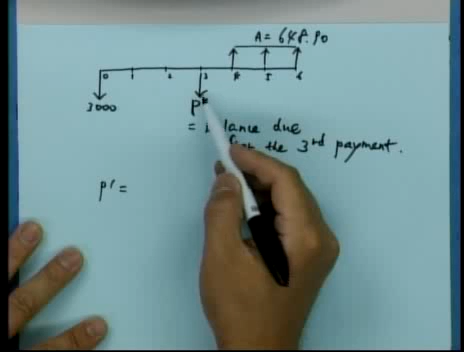 A = 648.90
0 1 2 3 4 5 6
3000
P'
= balance due
the 3rd payment.
P' =